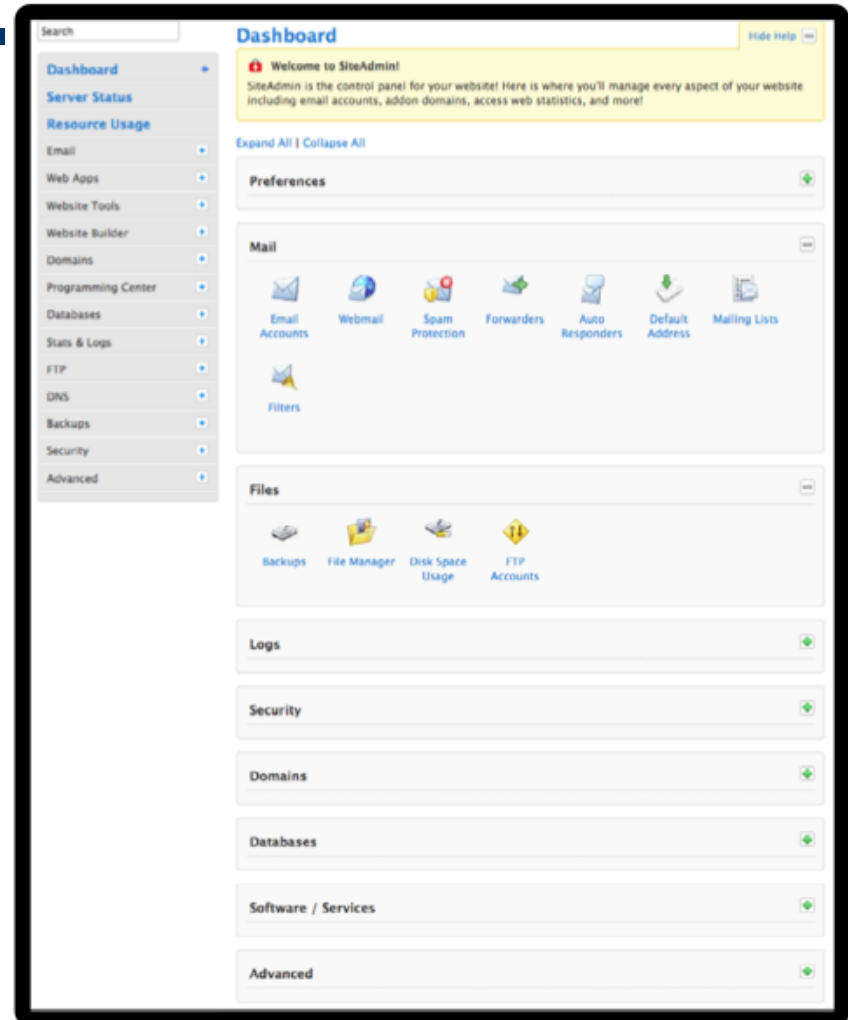 Search
Dashboard
Server Status
Resource Usage
Email
Web Apps
Website Tools
Website Builder
Domains
Programming Center
Databases
Stats & Logs
FTP
DNS
Backups
Security
Advanced
Dashboard
Hide Help
Welcome to SiteAdmin!
SiteAdmin is the control panel for your website! Here is where you'll manage every aspect of your website
including email accounts, addon domains, access web statistics, and more!
Expand All | Collapse All
Preferences
Mail
Email Accounts
Webmail
Spam Protection
Forwarders
Auto Responders
Default Address
Mailing Lists
Filters
Files
Backups
File Manager
Disk Space Usage
FTP Accounts
Logs
Security
Domains
Databases
Software / Services
Advanced